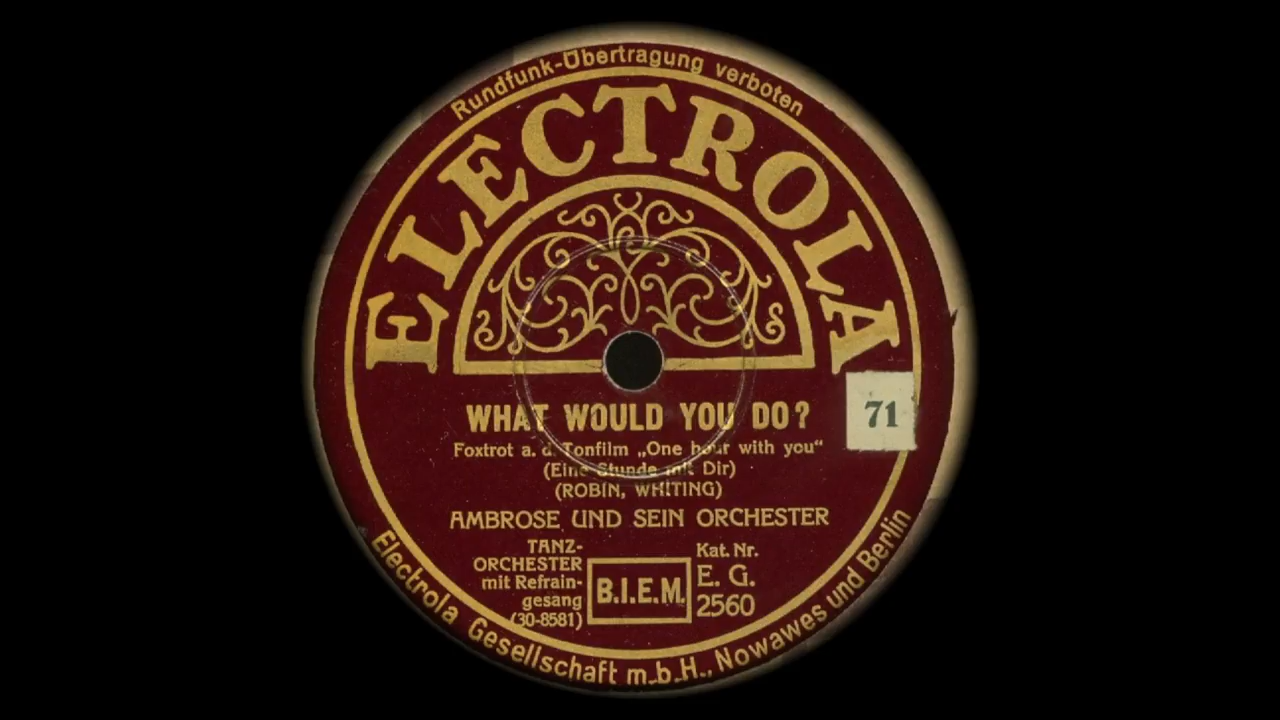 Rundfunk-Übertragung verboten
ELECTROLA
71
WHAT WOULD YOU DO?
Foxtrot a. d. Tonfilm „One hour with you“
(Eine Stunde mit Dir)
(ROBIN, WHITING)
AMBROSE UND SEIN ORCHESTER
TANZ-
ORCHESTER
mit Refrain-
gesang
(30-8581)
B.I.E.M.
Kat. Nr.
E. G.
2560
Electrola Gesellschaft m.b.H., Nowawes und Berlin